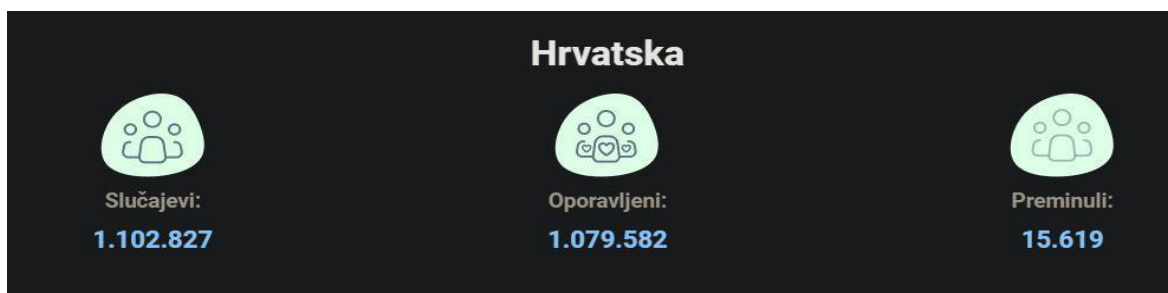 Hrvatska
Slučajevi:
Oporavljeni:
Preminuli:
1.102.827
1.079.582
15.619